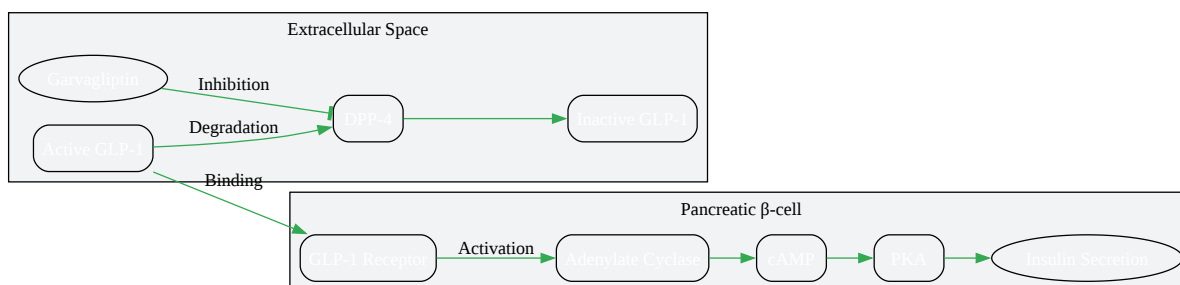 Extracellular Space
Garvagliptin
Inhibition
DPP-4
Inactive GLP-1
Degradation
Active GLP-1
Binding
Pancreatic β-cell
GLP-1 Receptor
Activation
Adenylate Cyclase
cAMP
PKA
Insulin Secretion